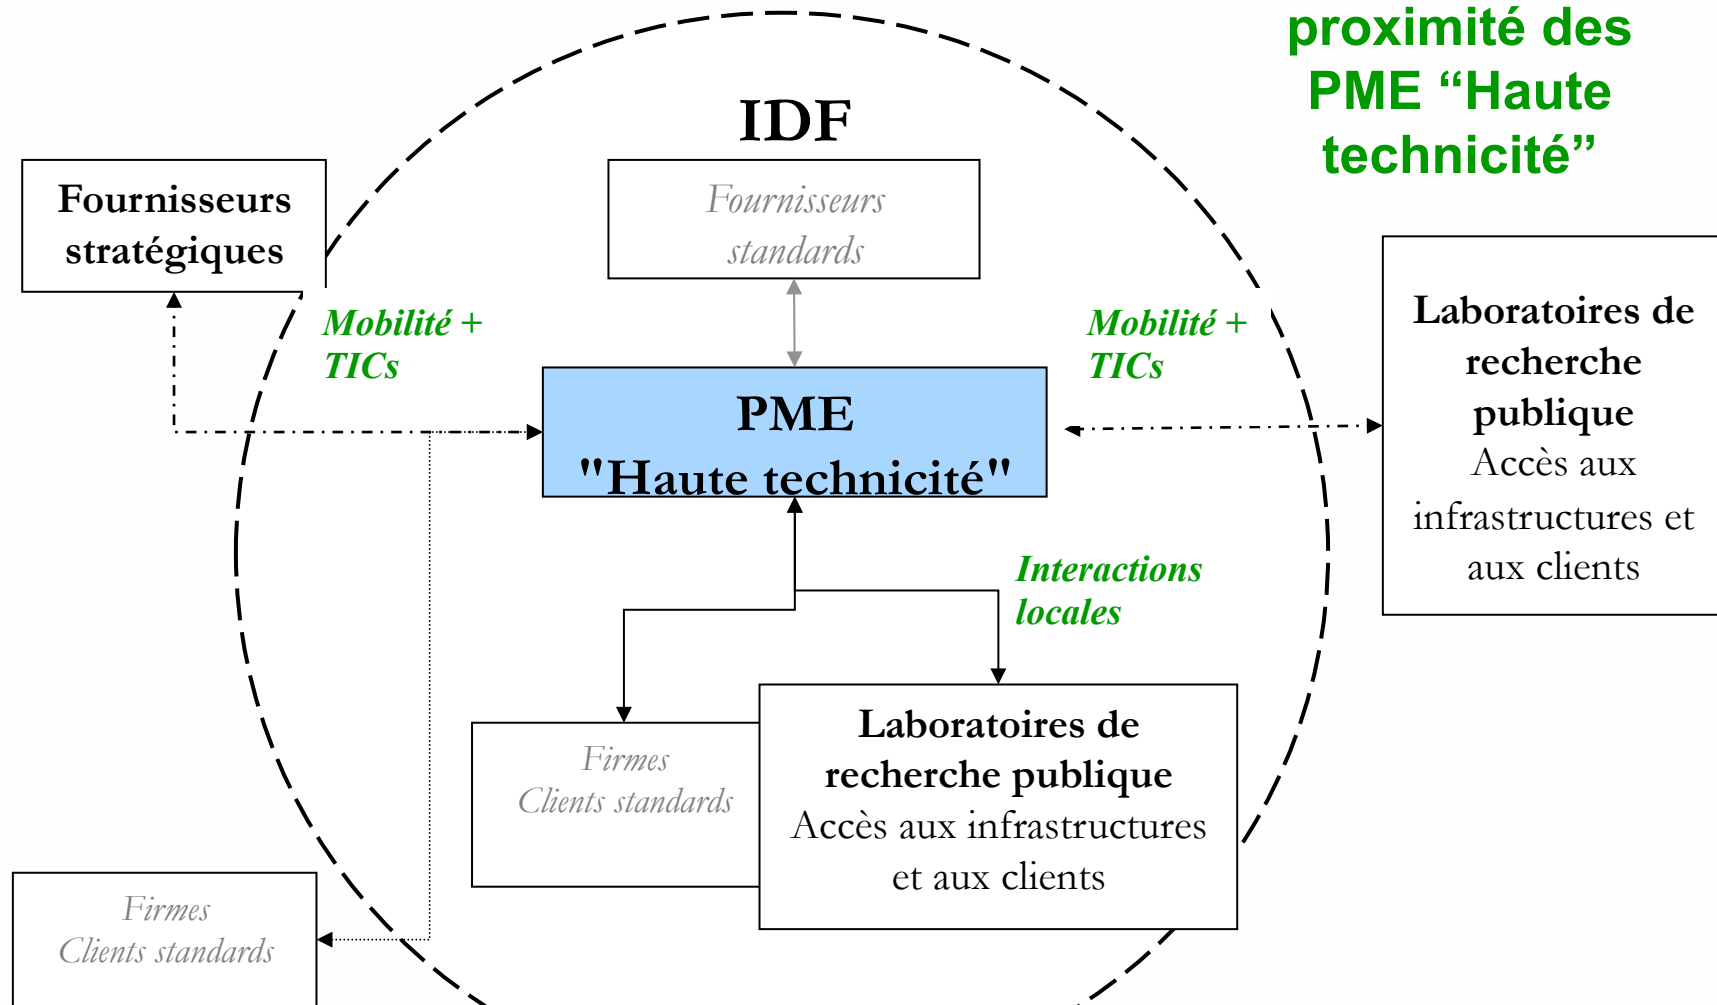 proximité des
PME “Haute
technicité”
IDF
Fournisseurs
stratégiques
Fournisseurs
standards
Mobilité +
TICs
Mobilité +
TICs
Laboratoires de
recherche
publique
Accès aux
infrastructures et
aux clients
PME
"Haute technicité"
Interactions
locales
Firmes
Clients standards
Laboratoires de
recherche publique
Accès aux infrastructures
et aux clients
Firmes
Clients standards